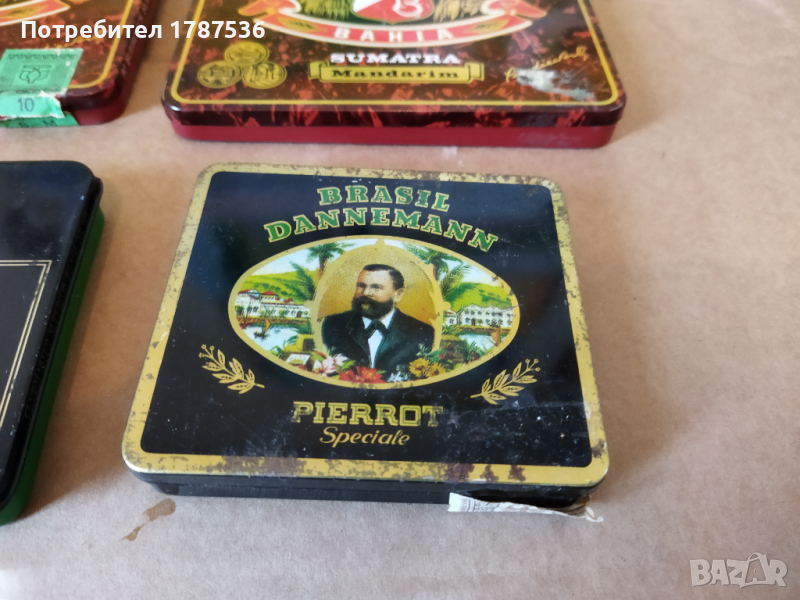 Потребител 1787536
BAHIA
SUMATRA
Mandarim
10
BRASIL
DANNEMANN
PIERROT
Speciale
BAZAR